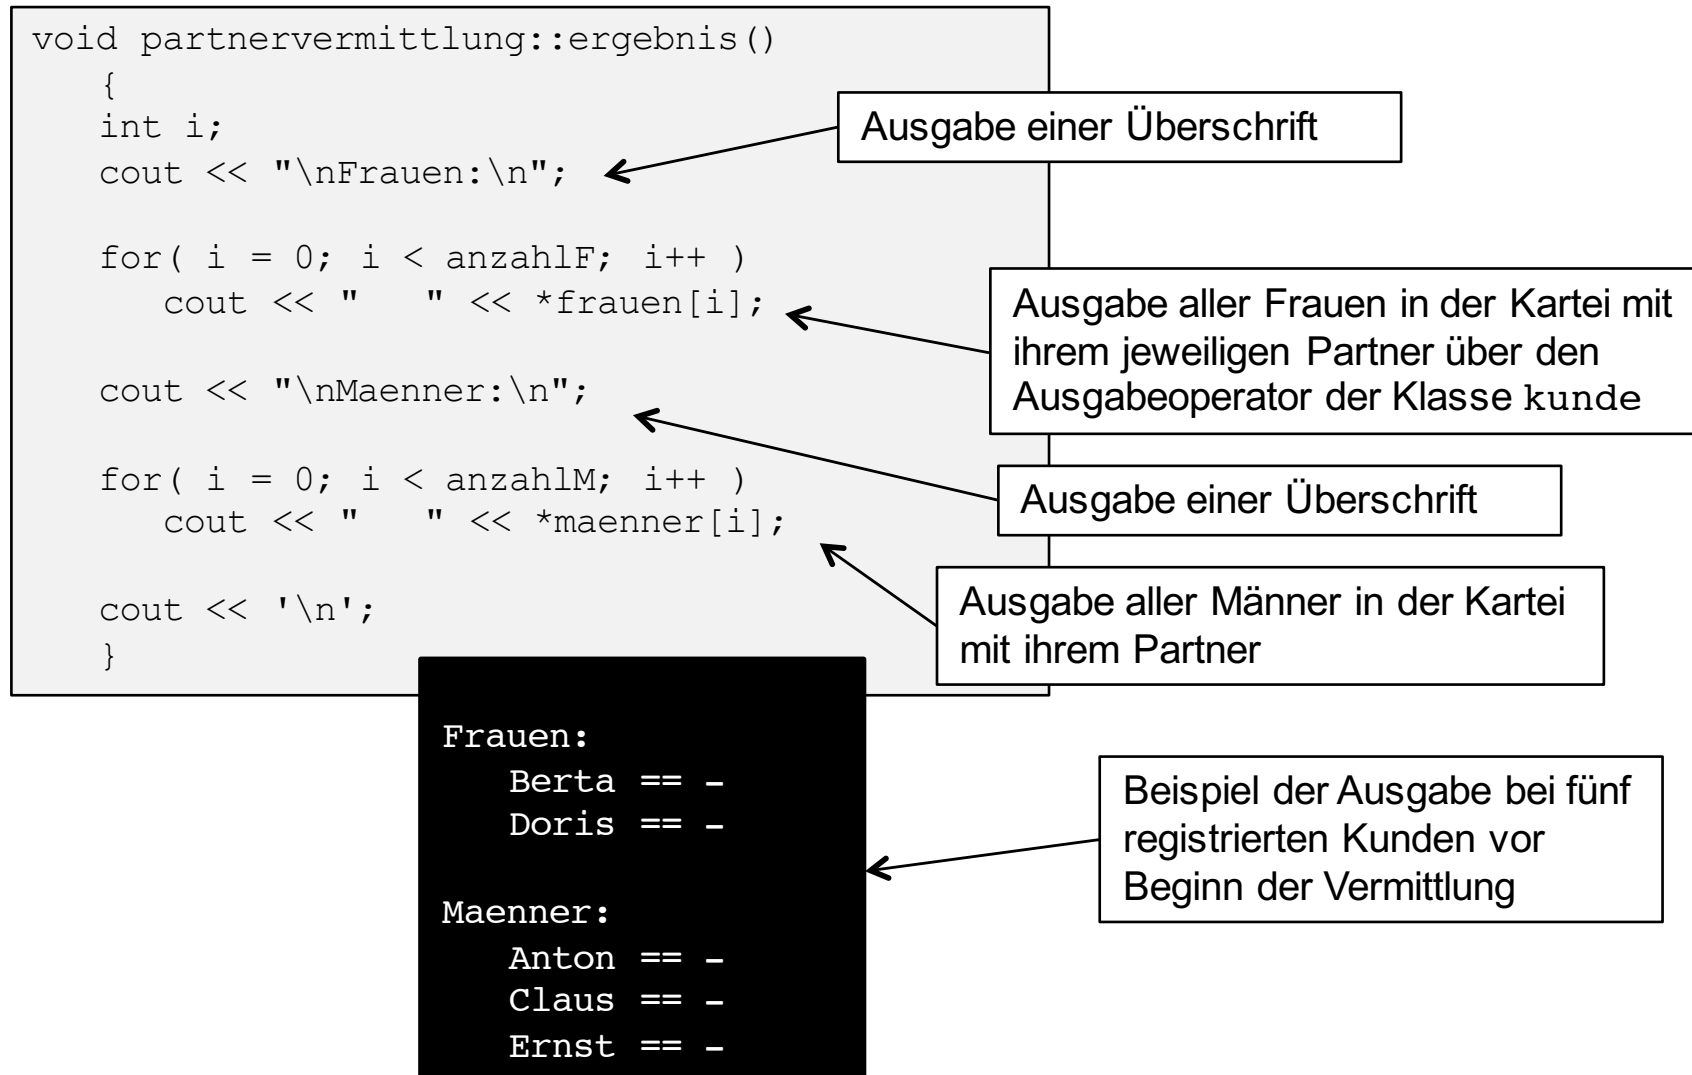 void partnervermittlung::ergebnis()
{
int i;
cout << "\nFrauen:\n";
for( i = 0; i < anzahlF; i++ )
cout << "   " << *frauen[i];
cout << "\nMaenner:\n";
for( i = 0; i < anzahlM; i++ )
cout << "   " << *maenner[i];
cout << '\n';
}
Ausgabe einer Überschrift
Ausgabe aller Frauen in der Kartei mit
ihrem jeweiligen Partner über den
Ausgabeoperator der Klasse kunde
Ausgabe einer Überschrift
Ausgabe aller Männer in der Kartei
mit ihrem Partner
Frauen:
Berta == -
Doris == -
Maenner:
Anton == -
Claus == -
Ernst == -
Beispiel der Ausgabe bei fünf
registrierten Kunden vor
Beginn der Vermittlung